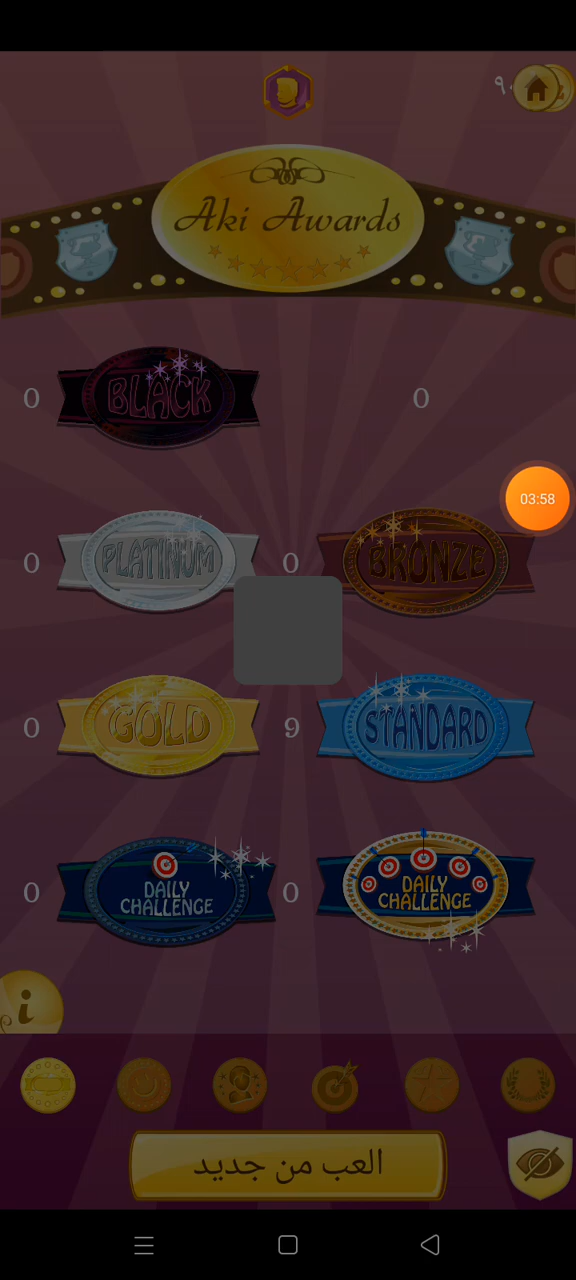 ٩٠
Aki Awards
0
BLACK
0
03:58
0
PLATINUM
0
BRONZE
0
GOLD
9
STANDARD
0
DAILY
CHALLENGE
0
DAILY
CHALLENGE
i
العب من جديد